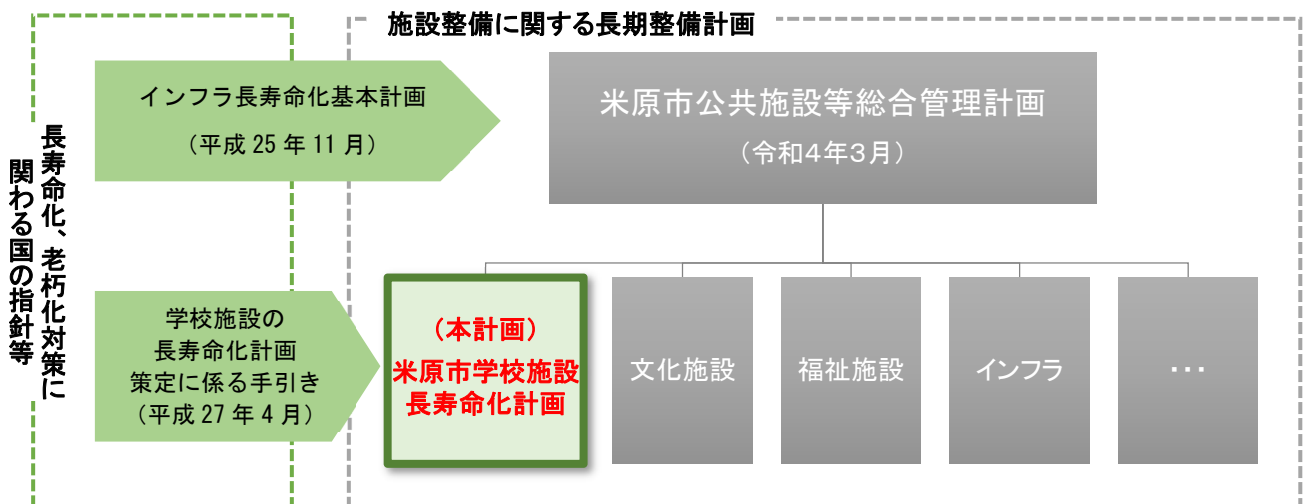 施設整備に関する長期整備計画
長寿命化、老朽化対策に
関わる国の指針等
インフラ長寿命化基本計画
（平成 25 年 11 月）
米原市公共施設等総合管理計画
（令和４年３月）
学校施設の
長寿命化計画
策定に係る手引き
（平成 27 年 4 月）
（本計画）
米原市学校施設
長寿命化計画
文化施設
福祉施設
インフラ
…